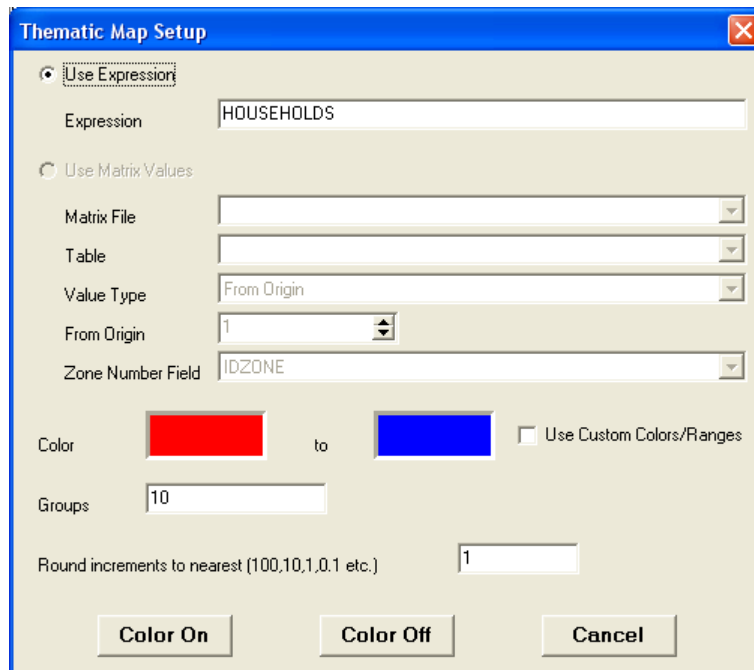 Thematic Map Setup
Use Expression
Expression HOUSEHOLDS
Use Matrix Values
Matrix File
Table
Value Type From Origin
From Origin 1
Zone Number Field IDZONE
Color to Use Custom Colors/Ranges
Groups 10
Round increments to nearest (100,10,1,0.1 etc.) 1
Color On Color Off Cancel